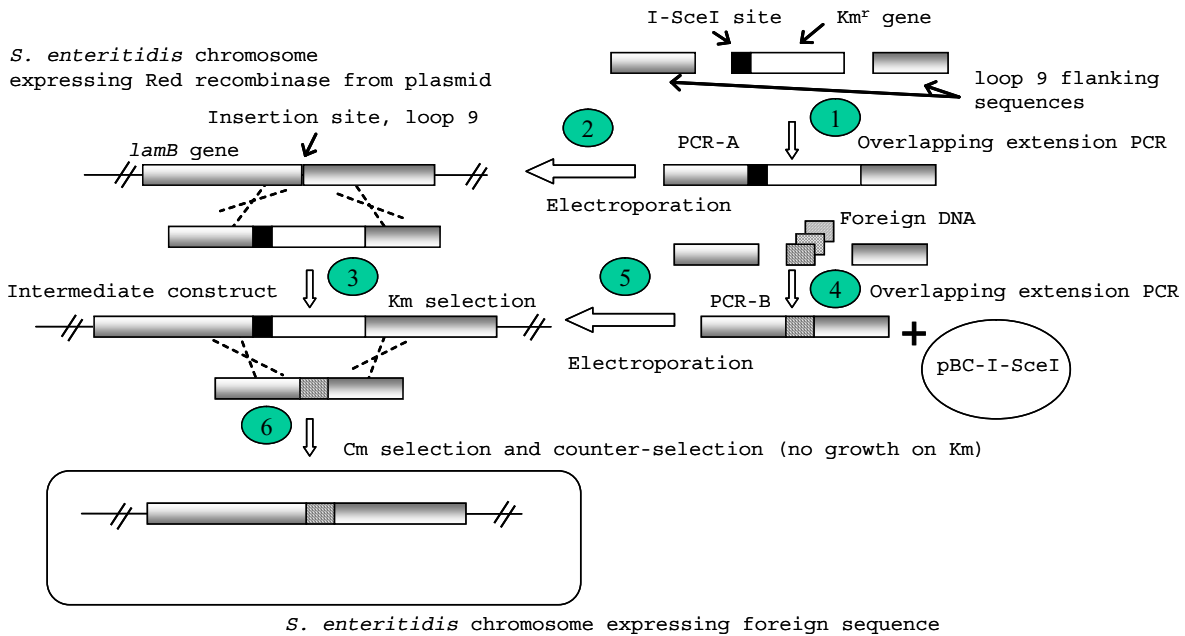 I-SceI site
Kmʳ gene
S. enteritidis chromosome
expressing Red recombinase from plasmid
loop 9 flanking
sequences
Insertion site, loop 9
1
2
PCR-A
Overlapping extension PCR
lamB gene
Electroporation
Foreign DNA
3
5
4
Intermediate construct
Km selection
PCR-B
Overlapping extension PCR
+
Electroporation
pBC-I-SceI
6
Cm selection and counter-selection (no growth on Km)
S. enteritidis chromosome expressing foreign sequence